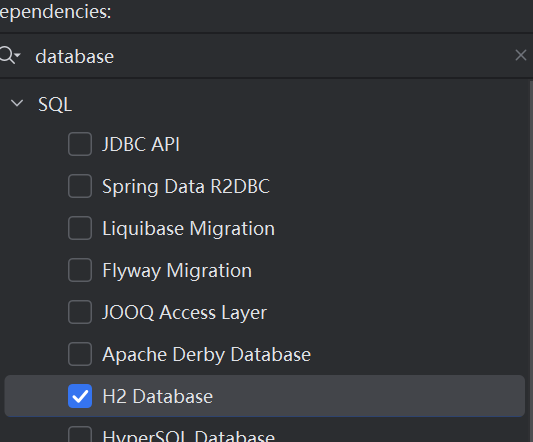 ependencies:
database
SQL
JDBC API
Spring Data R2DBC
Liquibase Migration
Flyway Migration
JOOQ Access Layer
Apache Derby Database
H2 Database
HyperSQL Database